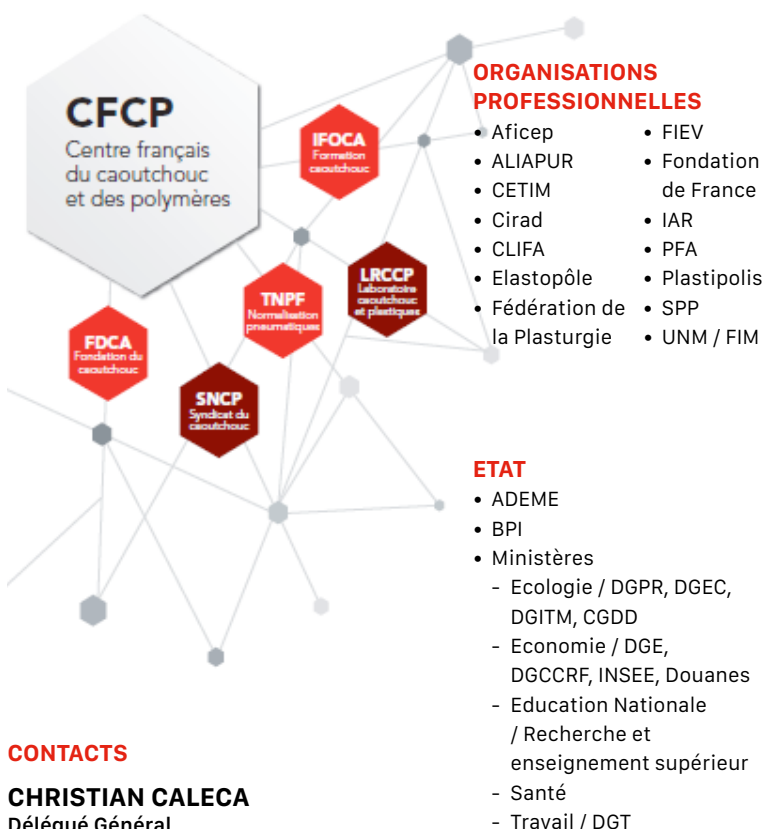 CFCP
Centre français
du caoutchouc
et des polymères
IFOCA
Formation
caoutchouc
LRCCP
Laboratoire
caoutchouc
et plastiques
TNPF
Normalisation
pneumatiques
FDCA
Fondation du
caoutchouc
SNCP
Syndicat du
caoutchouc
ORGANISATIONS
PROFESSIONNELLES
• Aficep
• ALIAPUR
• CETIM
• Cirad
• CLIFA
• Elastopôle
• Fédération de
la Plasturgie
• FIEV
• Fondation
de France
• IAR
• PFA
• Plastipolis
• SPP
• UNM / FIM
ETAT
• ADEME
• BPI
• Ministères
- Ecologie / DGPR, DGEC,
DGITM, CGDD
- Economie / DGE,
DGCCRF, INSEE, Douanes
- Education Nationale
/ Recherche et
enseignement supérieur
- Santé
- Travail / DGT
CONTACTS
CHRISTIAN CALECA
Délégué Général